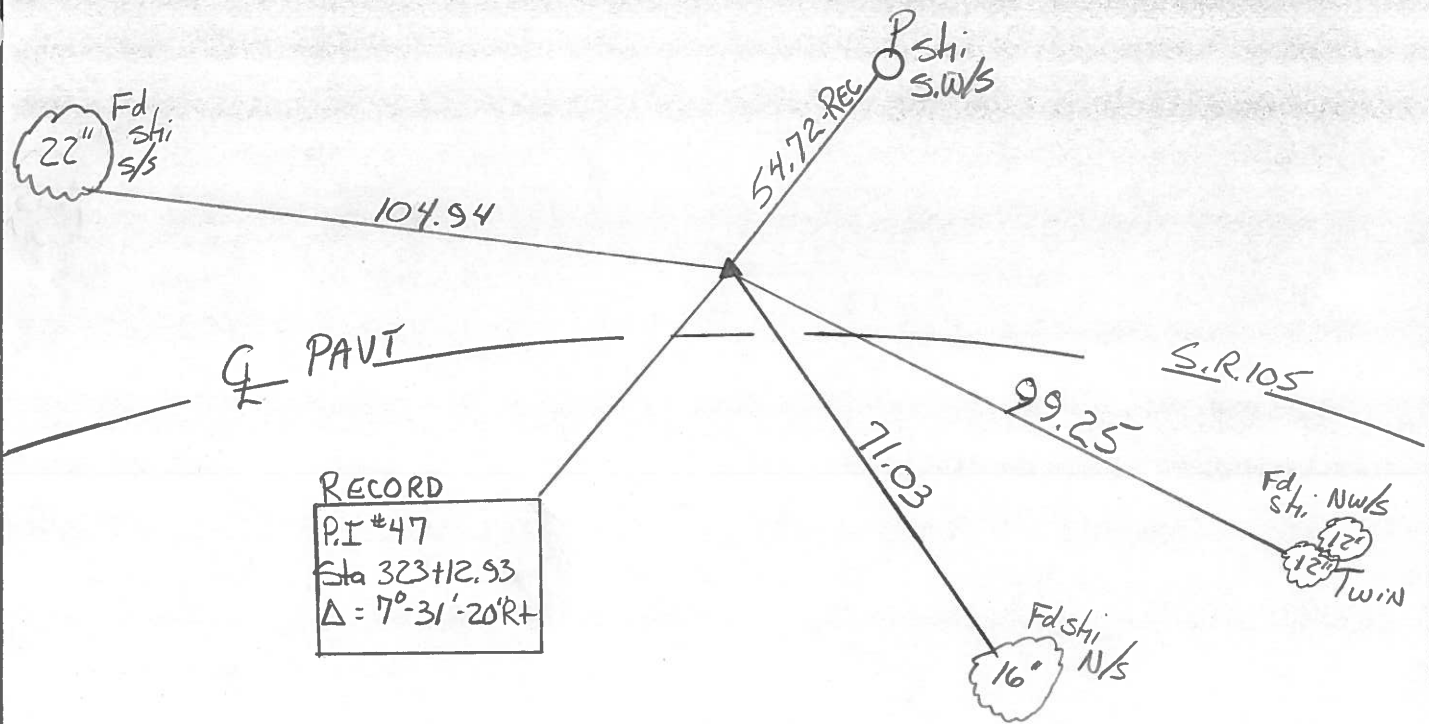 P
Shi
S.W/S
54.72-REC
22"
Fd
Shi
S/S
104.94
℄ PAVT
S.R.105
99.25
71.03
RECORD
P.I #47
Sta 323+12.93
Δ = 7°-31'-20"Rt
Fd
Shi NW/S
12"
12"
TWIN
Fd Shi
N/S
16"